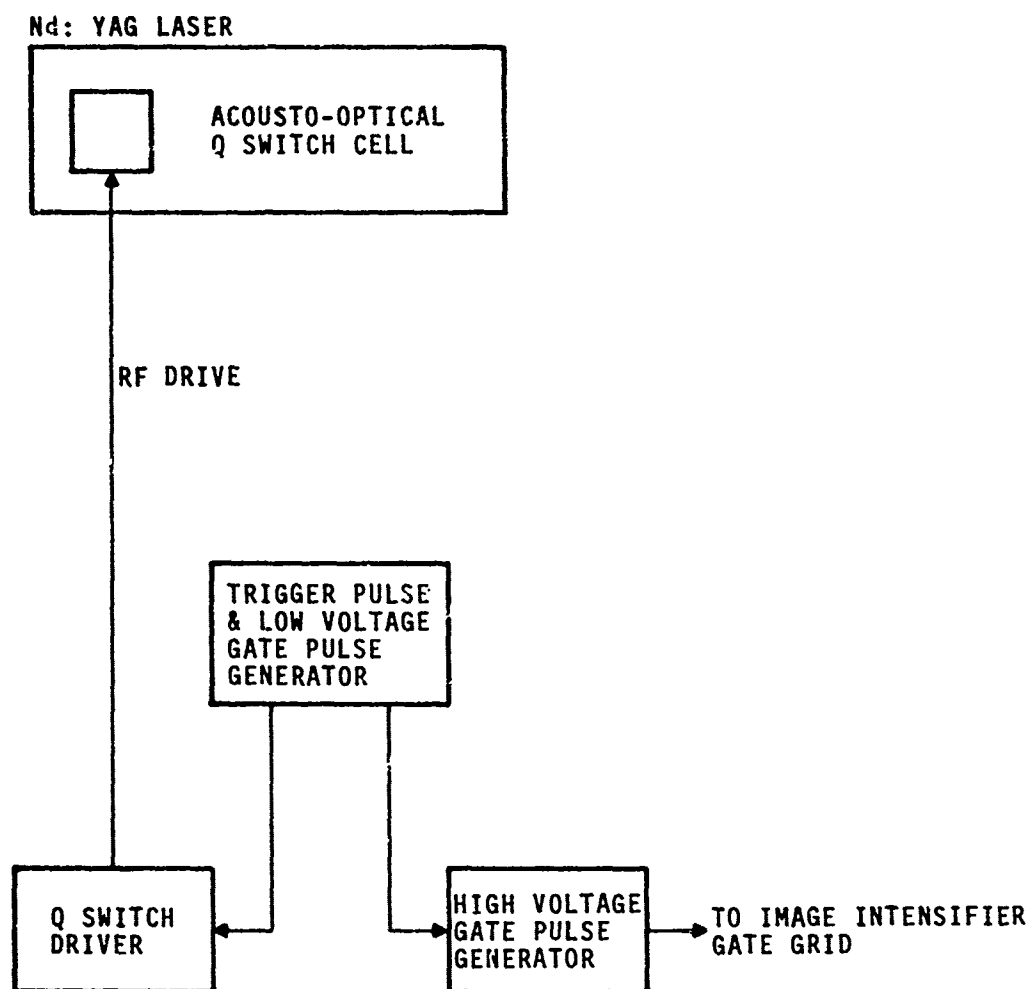 Nd: YAG LASER
ACOUSTO-OPTICAL
Q SWITCH CELL
RF DRIVE
TRIGGER PULSE
& LOW VOLTAGE
GATE PULSE
GENERATOR
Q SWITCH
DRIVER
HIGH VOLTAGE
GATE PULSE
GENERATOR
TO IMAGE INTENSIFIER
GATE GRID